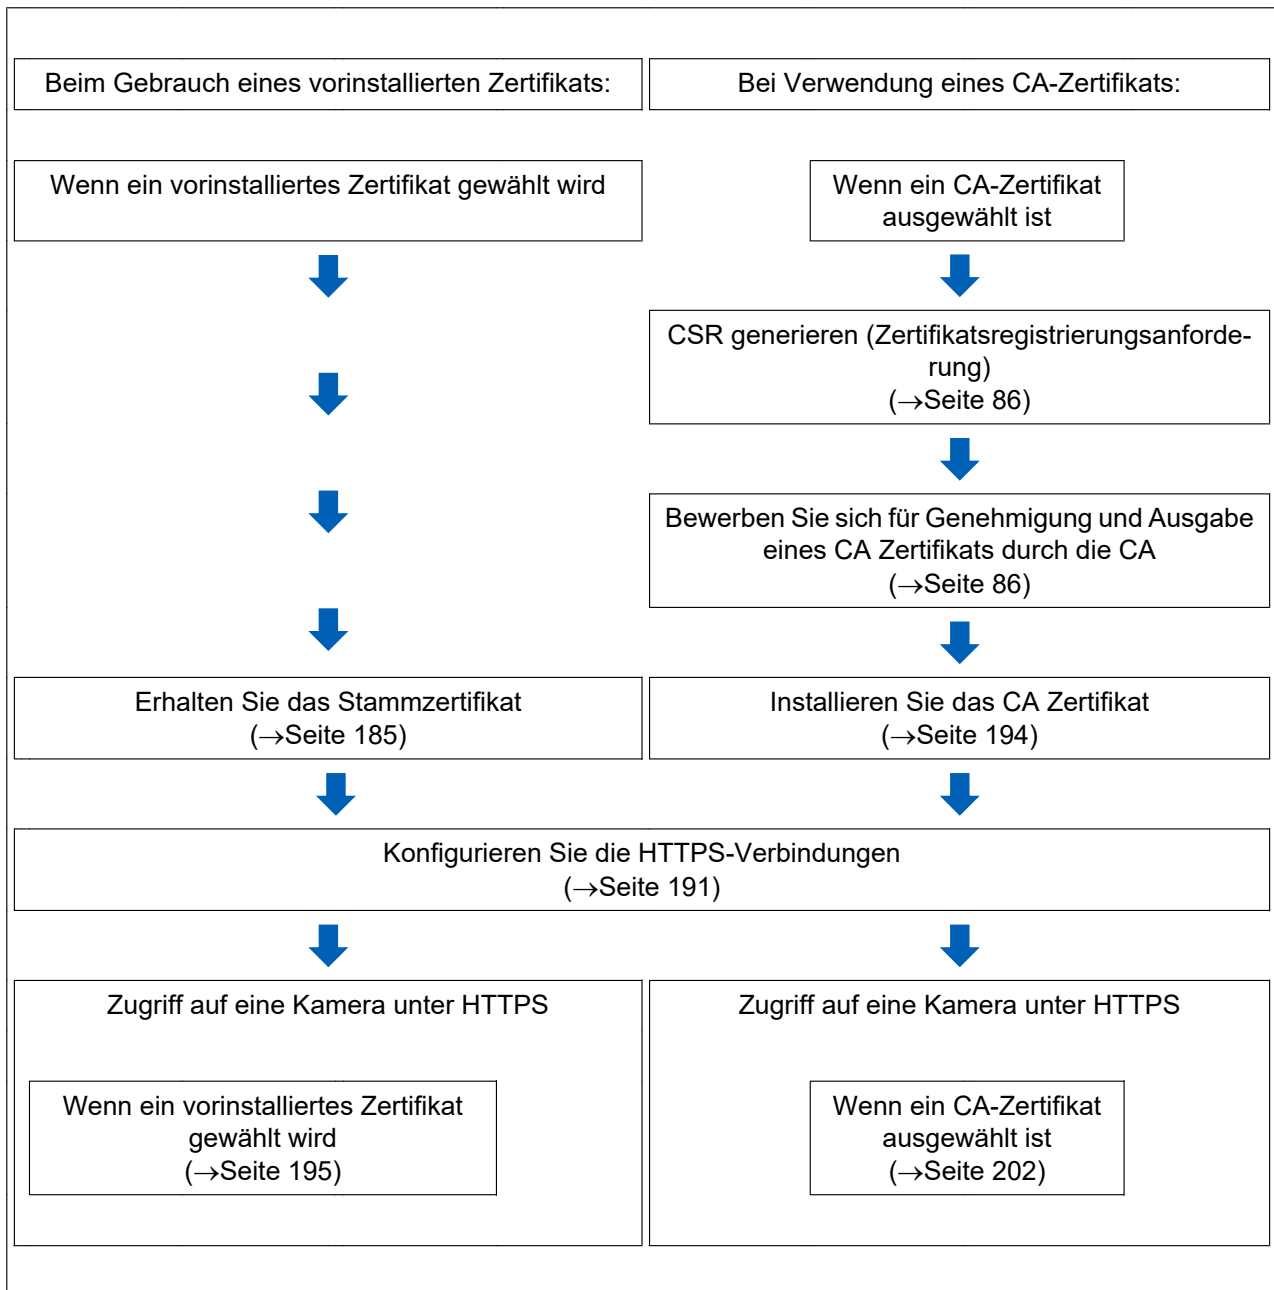 Beim Gebrauch eines vorinstallierten Zertifikats:
Bei Verwendung eines CA-Zertifikats:
Wenn ein vorinstalliertes Zertifikat gewählt wird
Wenn ein CA-Zertifikat
ausgewählt ist
CSR generieren (Zertifikatsregistrierungsanforde-
rung)
(→Seite 86)
Bewerben Sie sich für Genehmigung und Ausgabe
eines CA Zertifikats durch die CA
(→Seite 86)
Erhalten Sie das Stammzertifikat
(→Seite 185)
Installieren Sie das CA Zertifikat
(→Seite 194)
Konfigurieren Sie die HTTPS-Verbindungen
(→Seite 191)
Zugriff auf eine Kamera unter HTTPS
Wenn ein vorinstalliertes Zertifikat
gewählt wird
(→Seite 195)
Zugriff auf eine Kamera unter HTTPS
Wenn ein CA-Zertifikat
ausgewählt ist
(→Seite 202)